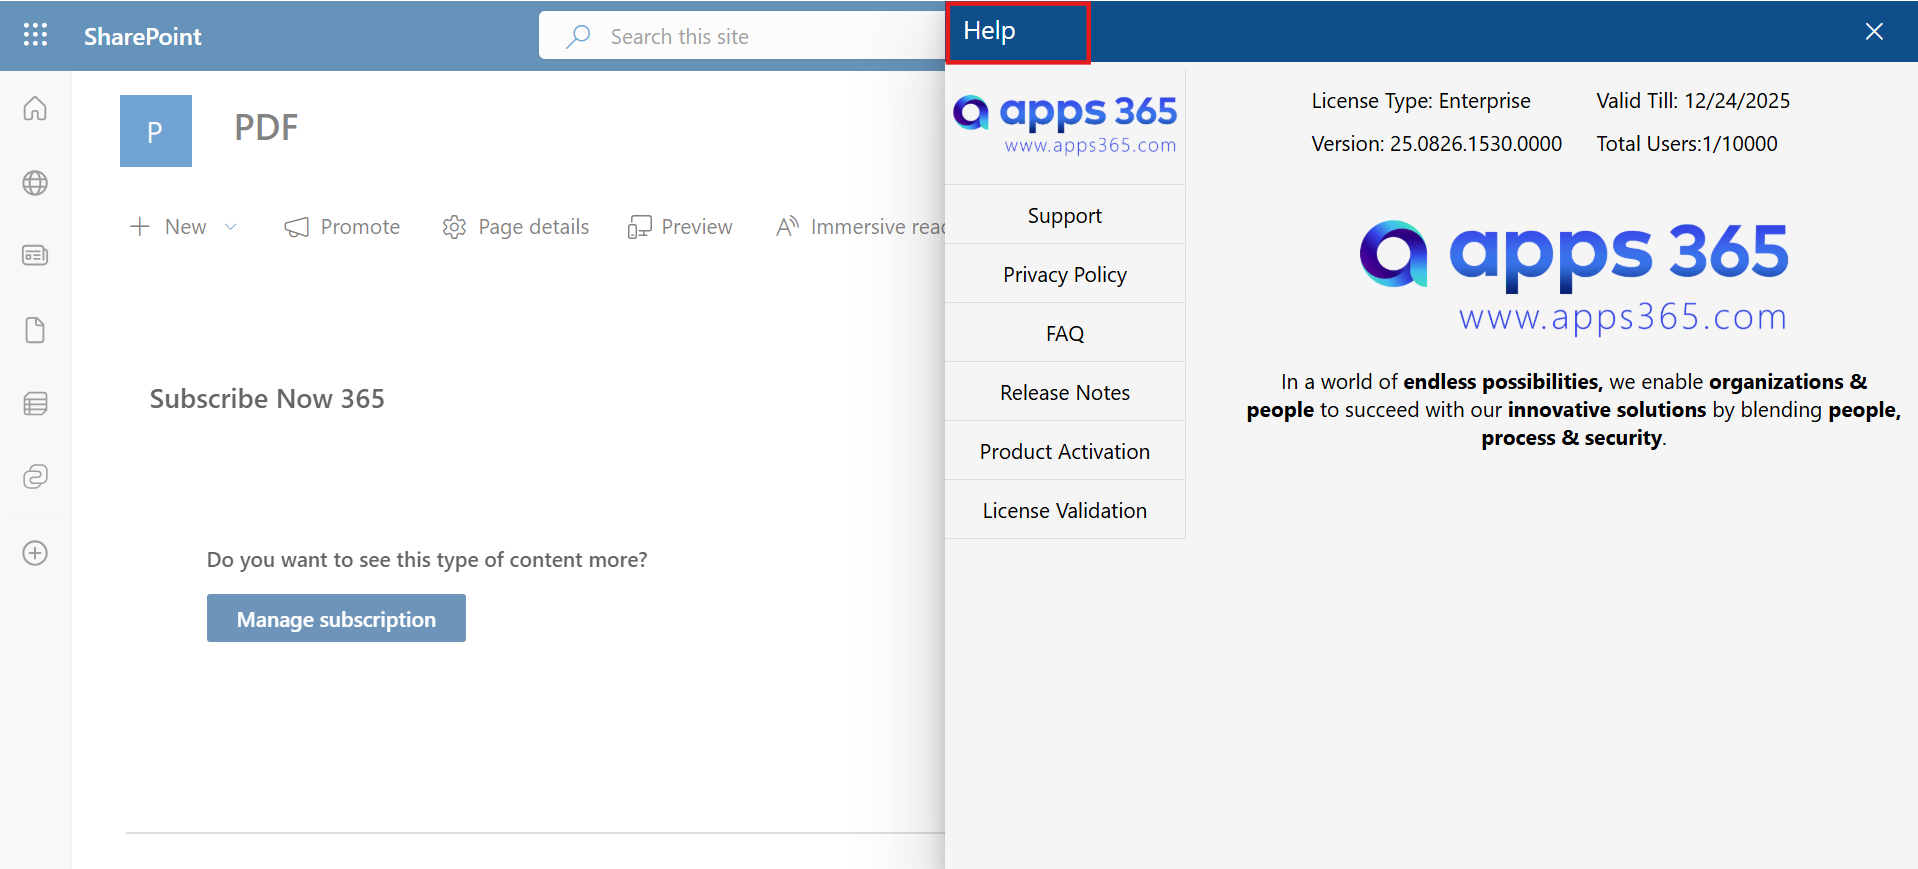 SharePoint
Search this site
P
PDF
New
Promote
Page details
Preview
Immersive reac
Subscribe Now 365
Do you want to see this type of content more?
Manage subscription
Help
apps 365
www.apps365.com
Support
Privacy Policy
FAQ
Release Notes
Product Activation
License Validation
License Type: Enterprise
Valid Till: 12/24/2025
Version: 25.0826.1530.0000
Total Users:1/10000
apps 365
www.apps365.com
In a world of endless possibilities, we enable organizations &
people to succeed with our innovative solutions by blending people,
process & security.